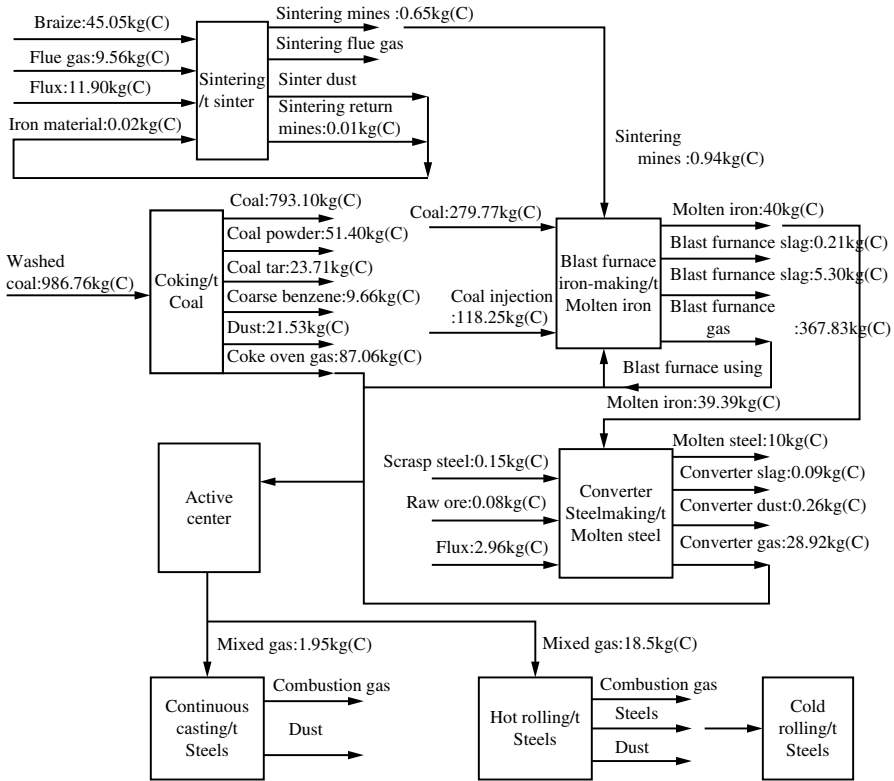 Braize:45.05kg(C)
Flue gas:9.56kg(C)
Flux:11.90kg(C)
Iron material:0.02kg(C)
Sintering
/t sinter
Sintering mines :0.65kg(C)
Sintering flue gas
Sinter dust
Sintering return
mines:0.01kg(C)
Sintering
mines :0.94kg(C)
Washed
coal:986.76kg(C)
Coking/t
Coal
Coal:793.10kg(C)
Coal powder:51.40kg(C)
Coal tar:23.71kg(C)
Coarse benzene:9.66kg(C)
Dust:21.53kg(C)
Coke oven gas:87.06kg(C)
Coal:279.77kg(C)
Coal injection
:118.25kg(C)
Blast furnace
iron-making/t
Molten iron
Molten iron:40kg(C)
Blast furnance slag:0.21kg(C)
Blast furnance slag:5.30kg(C)
Blast furnance
gas
:367.83kg(C)
Blast furnace using
Molten iron:39.39kg(C)
Active
center
Scrasp steel:0.15kg(C)
Raw ore:0.08kg(C)
Flux:2.96kg(C)
Converter
Steelmaking/t
Molten steel
Molten steel:10kg(C)
Converter slag:0.09kg(C)
Converter dust:0.26kg(C)
Converter gas:28.92kg(C)
Mixed gas:1.95kg(C)
Mixed gas:18.5kg(C)
Continuous
casting/t
Steels
Combustion gas
Dust
Hot rolling/t
Steels
Combustion gas
Steels
Dust
Cold
rolling/t
Steels